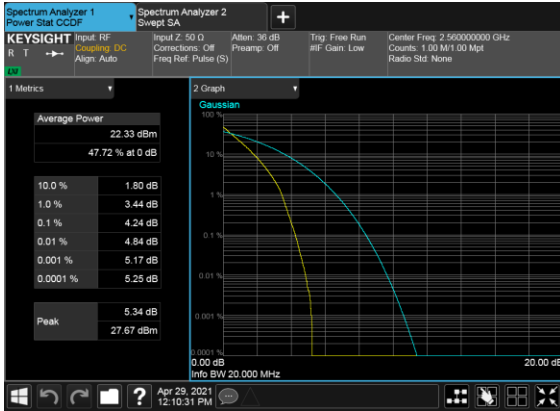 Spectrum Analyzer 1
Power Stat CCDF
Spectrum Analyzer 2
Swept SA
KEYSIGHT
R T
LXI
Input: RF
Coupling: DC
Align: Auto
Input Z: 50 Ω
Corrections: Off
Freq Ref: Pulse (S)
Atten: 36 dB
Preamp: Off
Trig: Free Run
#IF Gain: Low
Center Freq: 2.560000000 GHz
Counts: 1.00 M/1.00 Mpt
Radio Std: None
1 Metrics
Average Power
22.33 dBm
47.72 % at 0 dB
10.0 % 1.80 dB
1.0 % 3.44 dB
0.1 % 4.24 dB
0.01 % 4.84 dB
0.001 % 5.17 dB
0.0001 % 5.25 dB
Peak
5.34 dB
27.67 dBm
2 Graph
Gaussian
100 %
10 %
1 %
0.1 %
0.01 %
0.001 %
0.0001 %
0.00 dB
20.00 dB
Info BW 20.000 MHz
?
Apr 29, 2021
12:10:31 PM